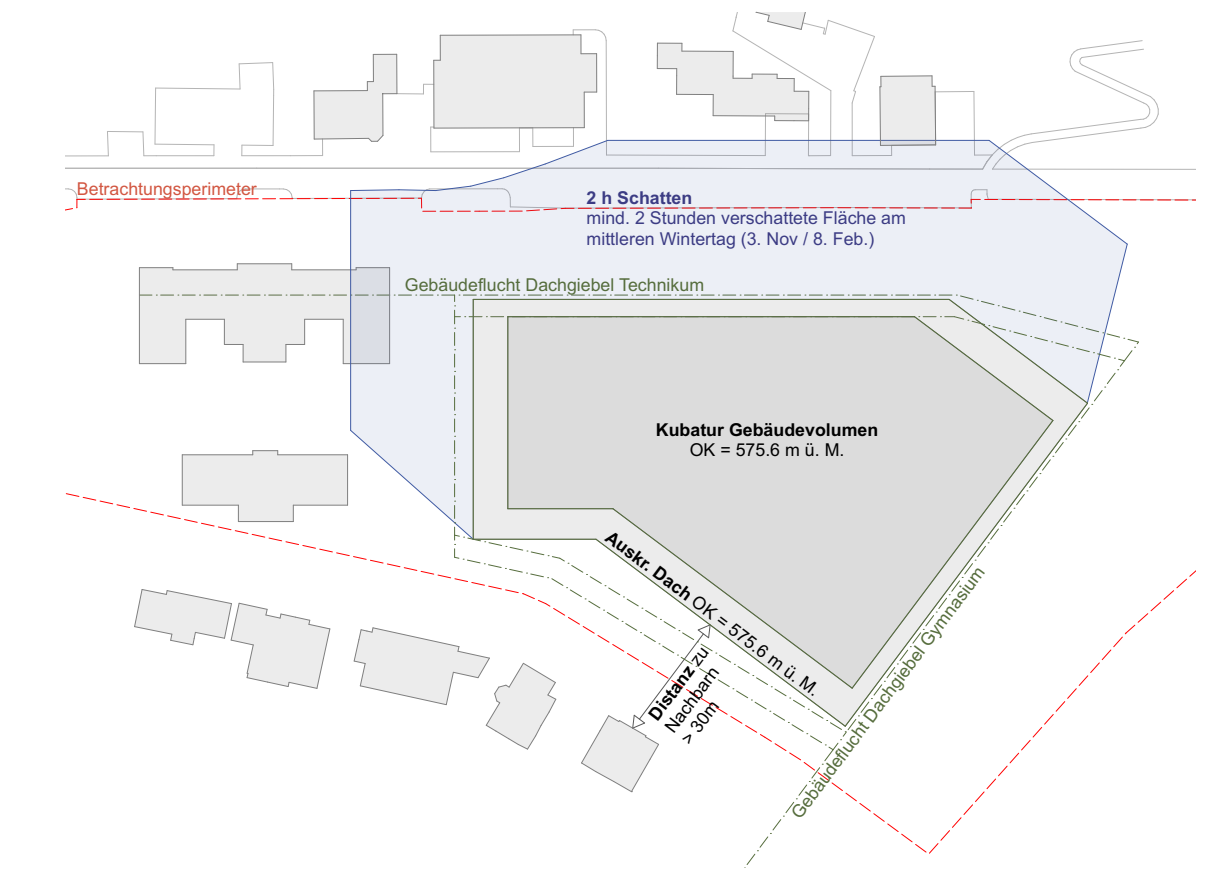 Betrachtungsperimeter
2 h Schatten
mind. 2 Stunden verschattete Fläche am
mittleren Wintertag (3. Nov / 8. Feb.)
Gebäudeflucht Dachgiebel Technikum
Kubatur Gebäudevolumen
OK = 575.6 m ü. M.
Auskr. Dach OK = 575.6 m ü. M.
Distanz zu
Nachbarn
> 30m
Gebäudeflucht Dachgiebel Gymnasium